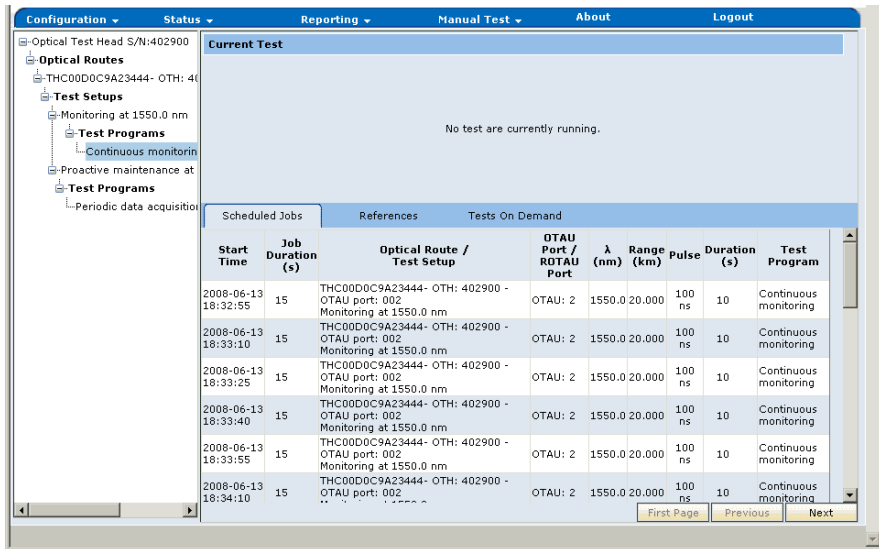 Configuration Status Reporting Manual Test About Logout
Optical Test Head S/N:402900
Optical Routes
THC00D0C9A23444- OTH: 40
Test Setups
Monitoring at 1550.0 nm
Test Programs
Continuous monitorin
Proactive maintenance at
Test Programs
Periodic data acquisition
Current Test
No test are currently running.
Scheduled Jobs References Tests On Demand
Start Time Job Duration (s) Optical Route / Test Setup OTAU Port / ROTAU Port λ (nm) Range (km) Pulse Duration (s) Test Program
2008-06-13 18:32:55 15 THC00D0C9A23444- OTH: 402900 - OTAU port: 002 Monitoring at 1550.0 nm OTAU: 2 1550.0 20.000 100 ns 10 Continuous monitoring
2008-06-13 18:33:10 15 THC00D0C9A23444- OTH: 402900 - OTAU port: 002 Monitoring at 1550.0 nm OTAU: 2 1550.0 20.000 100 ns 10 Continuous monitoring
2008-06-13 18:33:25 15 THC00D0C9A23444- OTH: 402900 - OTAU port: 002 Monitoring at 1550.0 nm OTAU: 2 1550.0 20.000 100 ns 10 Continuous monitoring
2008-06-13 18:33:40 15 THC00D0C9A23444- OTH: 402900 - OTAU port: 002 Monitoring at 1550.0 nm OTAU: 2 1550.0 20.000 100 ns 10 Continuous monitoring
2008-06-13 18:33:55 15 THC00D0C9A23444- OTH: 402900 - OTAU port: 002 Monitoring at 1550.0 nm OTAU: 2 1550.0 20.000 100 ns 10 Continuous monitoring
2008-06-13 18:34:10 15 THC00D0C9A23444- OTH: 402900 - OTAU port: 002 OTAU: 2 1550.0 20.000 100 ns 10 Continuous monitoring
First Page Previous Next